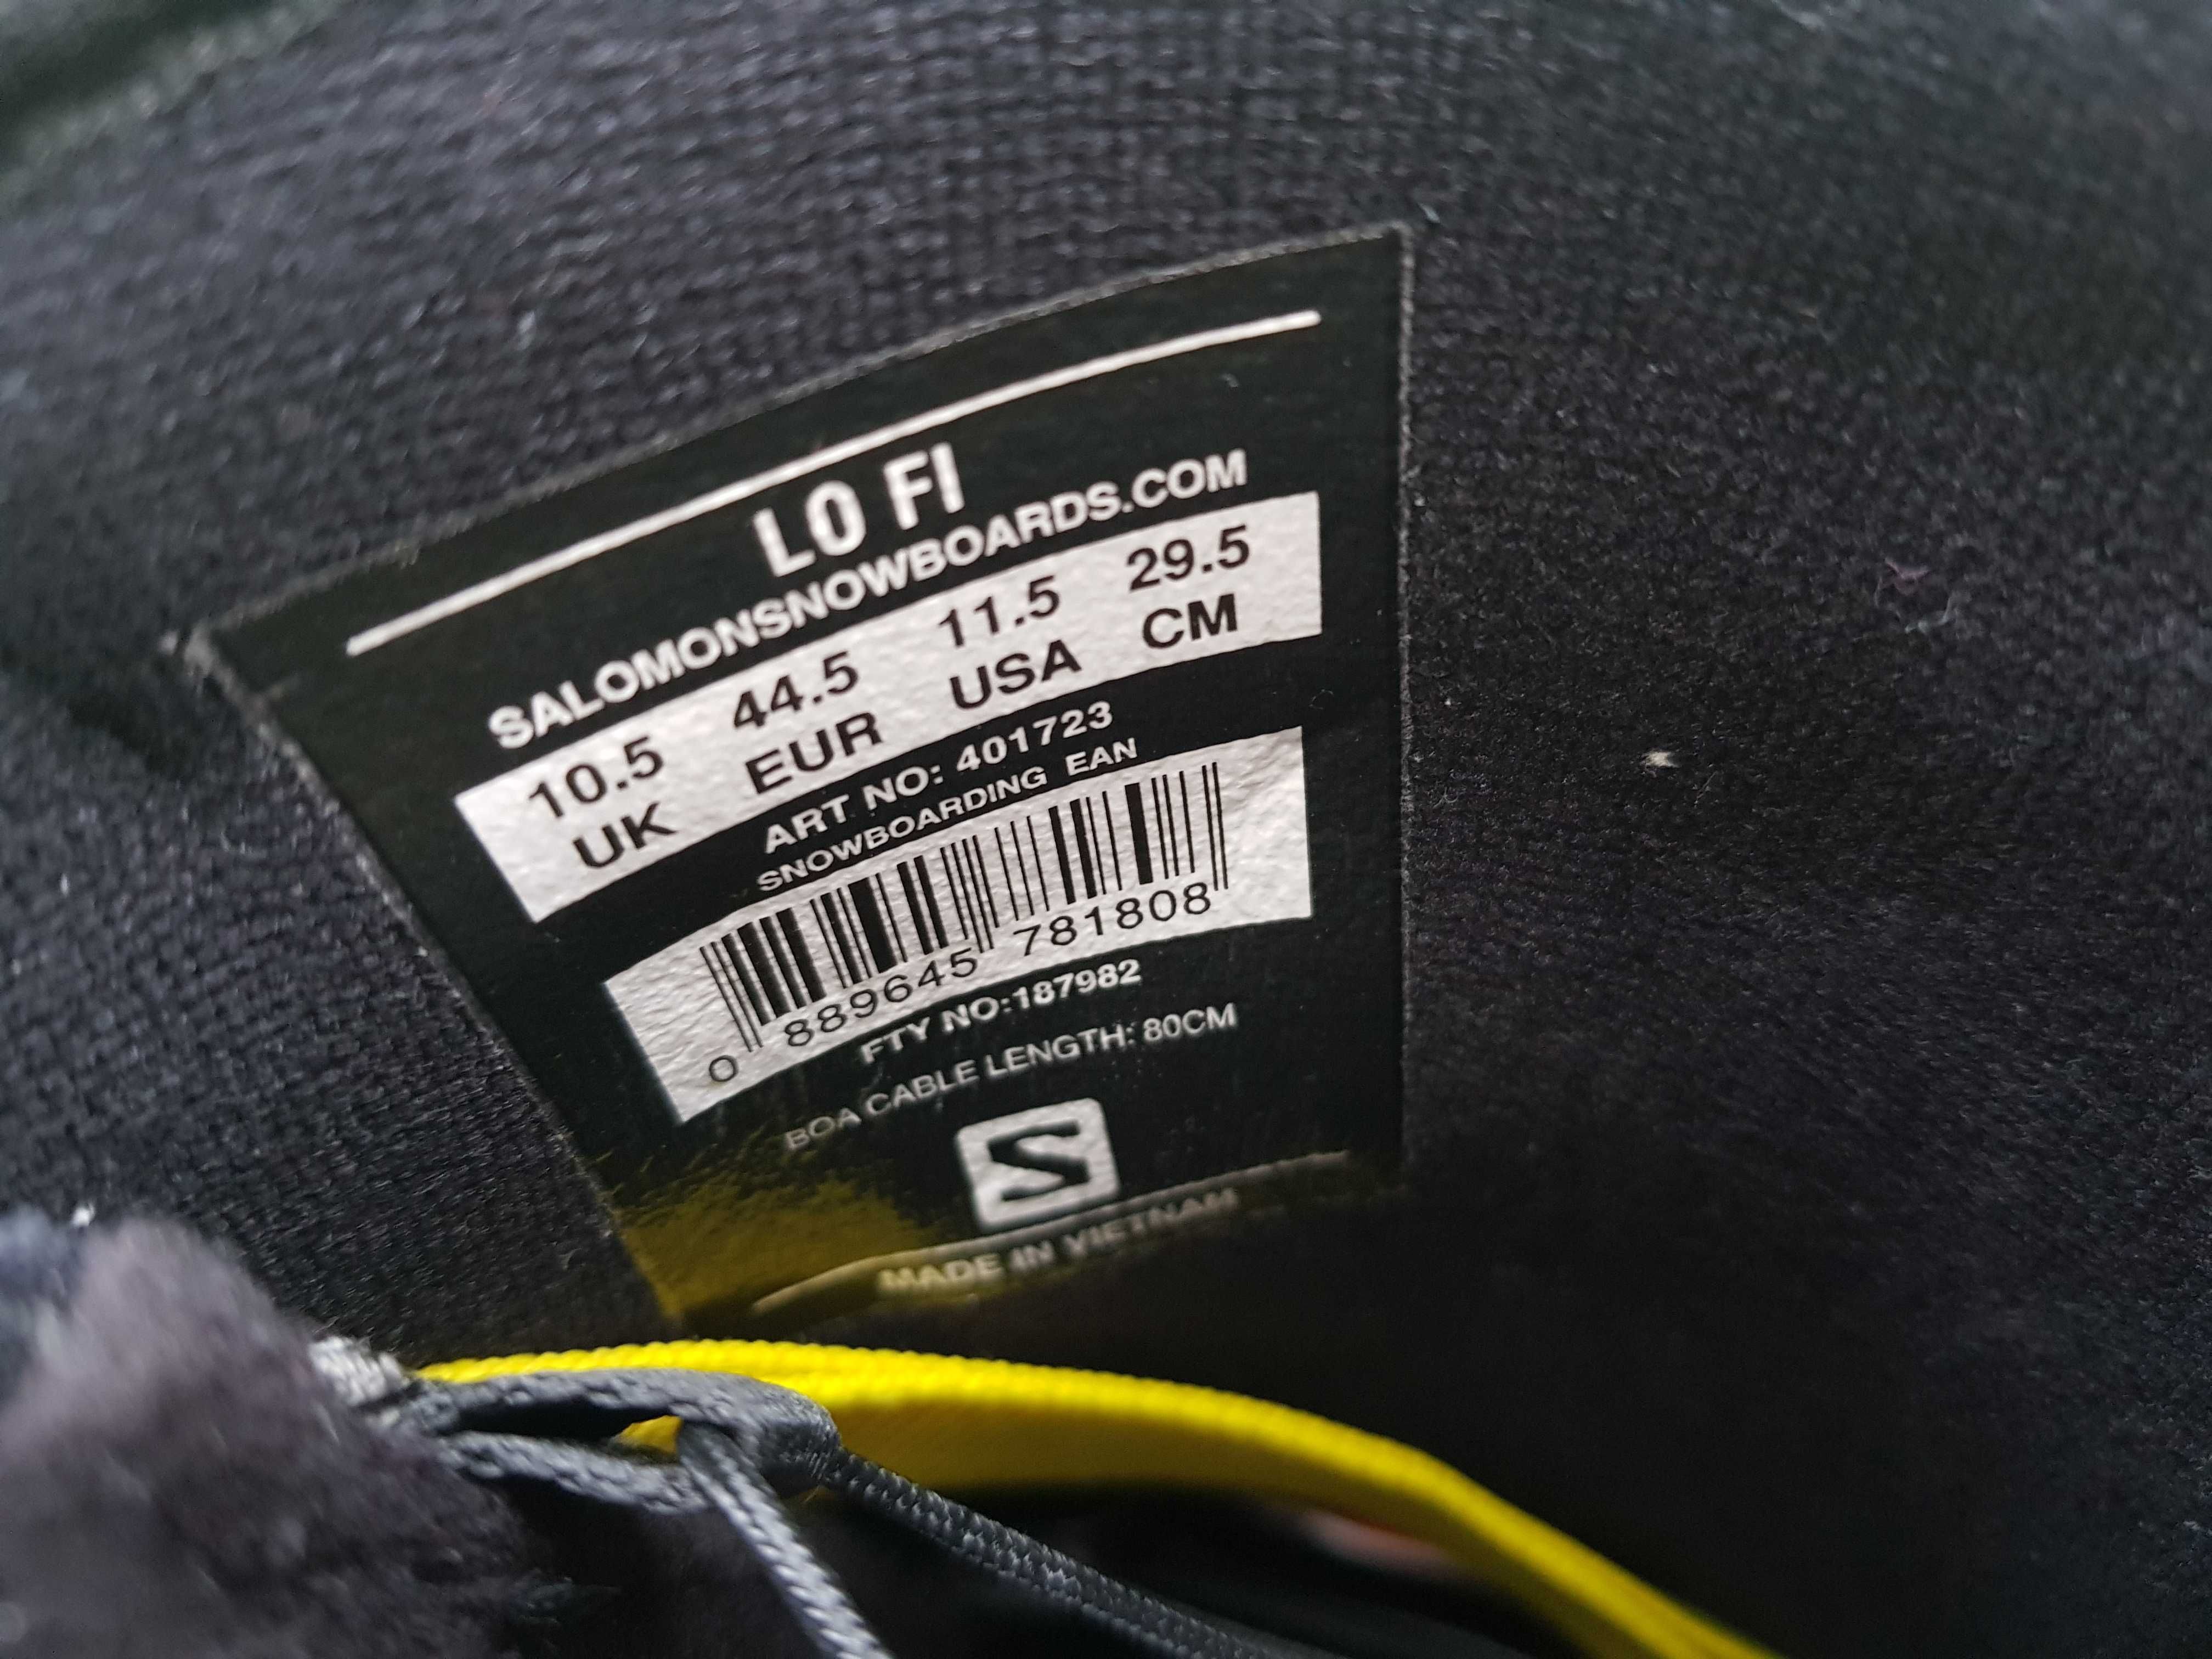 LO FI
SALOMONSNOWBOARDS.COM
10.5 44.5 11.5 29.5
UK EUR USA CM
ART NO: 401723
SNOWBOARDING EAN
0 889645 781808
FTY NO:187982
BOA CABLE LENGTH: 80CM
S
MADE IN VIETNAM